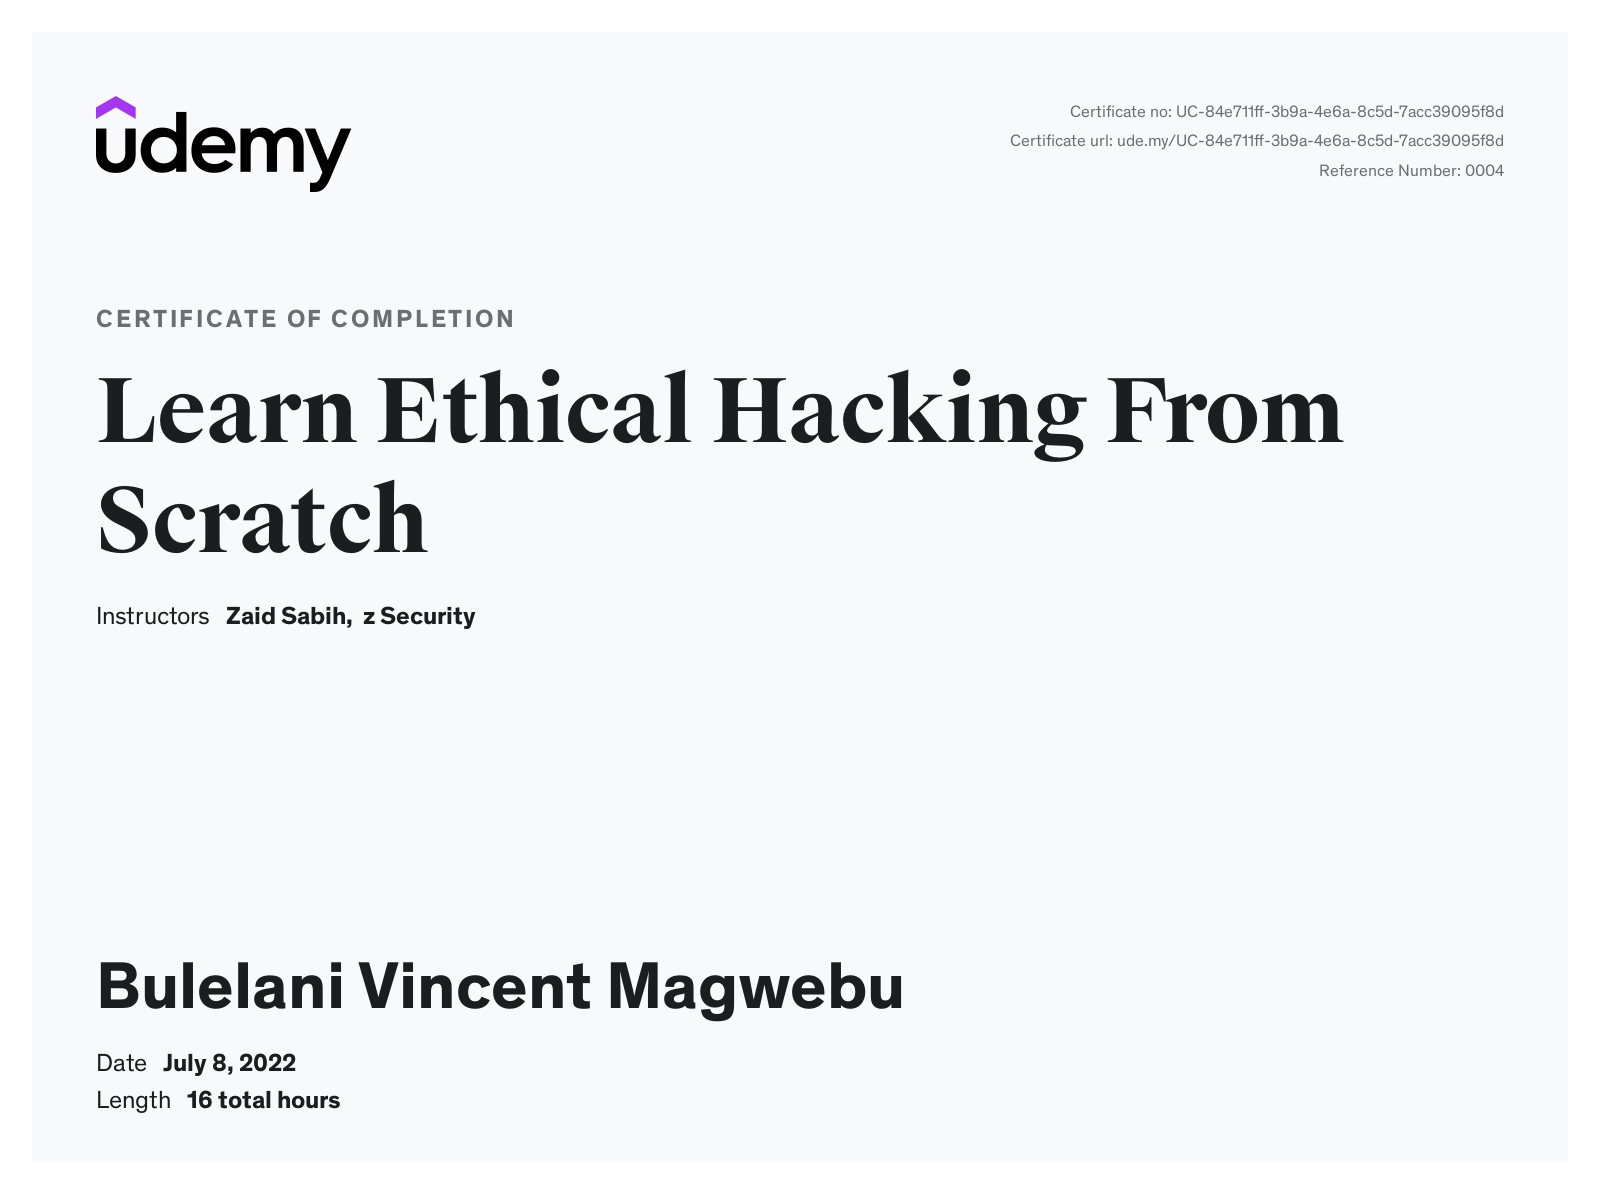 udemy
Certificate no: UC-84e711ff-3b9a-4e6a-8c5d-7acc39095f8d
Certificate url: ude.my/UC-84e711ff-3b9a-4e6a-8c5d-7acc39095f8d
Reference Number: 0004
CERTIFICATE OF COMPLETION
Learn Ethical Hacking From
Scratch
Instructors Zaid Sabih, z Security
Bulelani Vincent Magwebu
Date July 8, 2022
Length 16 total hours